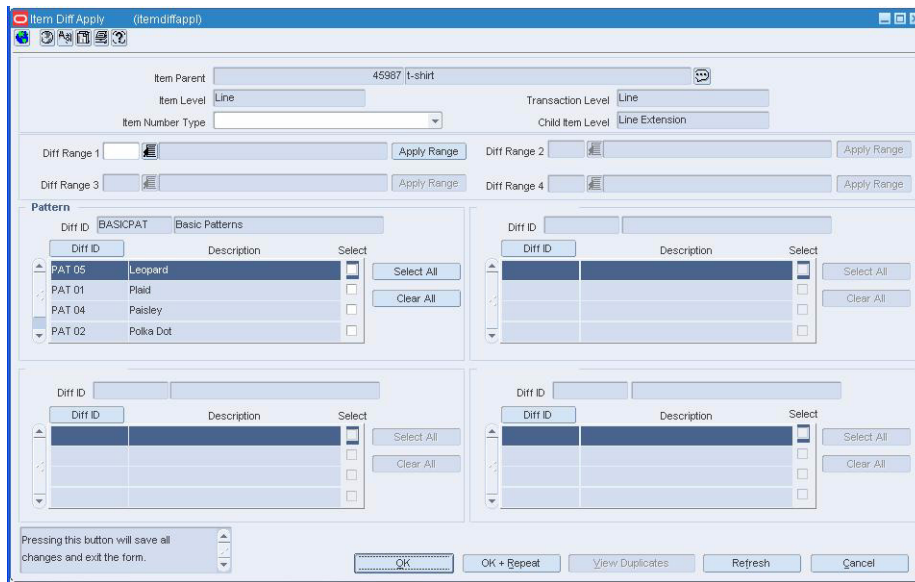 Item Diff Apply (itemdiffappl)
Item Parent 45987 t-shirt
Item Level Line Transaction Level Line
Item Number Type Child Item Level Line Extension
Diff Range 1 Apply Range Diff Range 2 Apply Range
Diff Range 3 Apply Range Diff Range 4 Apply Range
Pattern
Diff ID BASICPAT Basic Patterns Diff ID
Diff ID Description Select Diff ID Description Select
PAT 05 Leopard Select All Select All
PAT 01 Plaid Clear All Clear All
PAT 04 Paisley
PAT 02 Polka Dot
Diff ID Diff ID
Diff ID Description Select Diff ID Description Select
Select All Select All
Clear All Clear All
Pressing this button will save all
changes and exit the form.
OK OK + Repeat View Duplicates Refresh Cancel